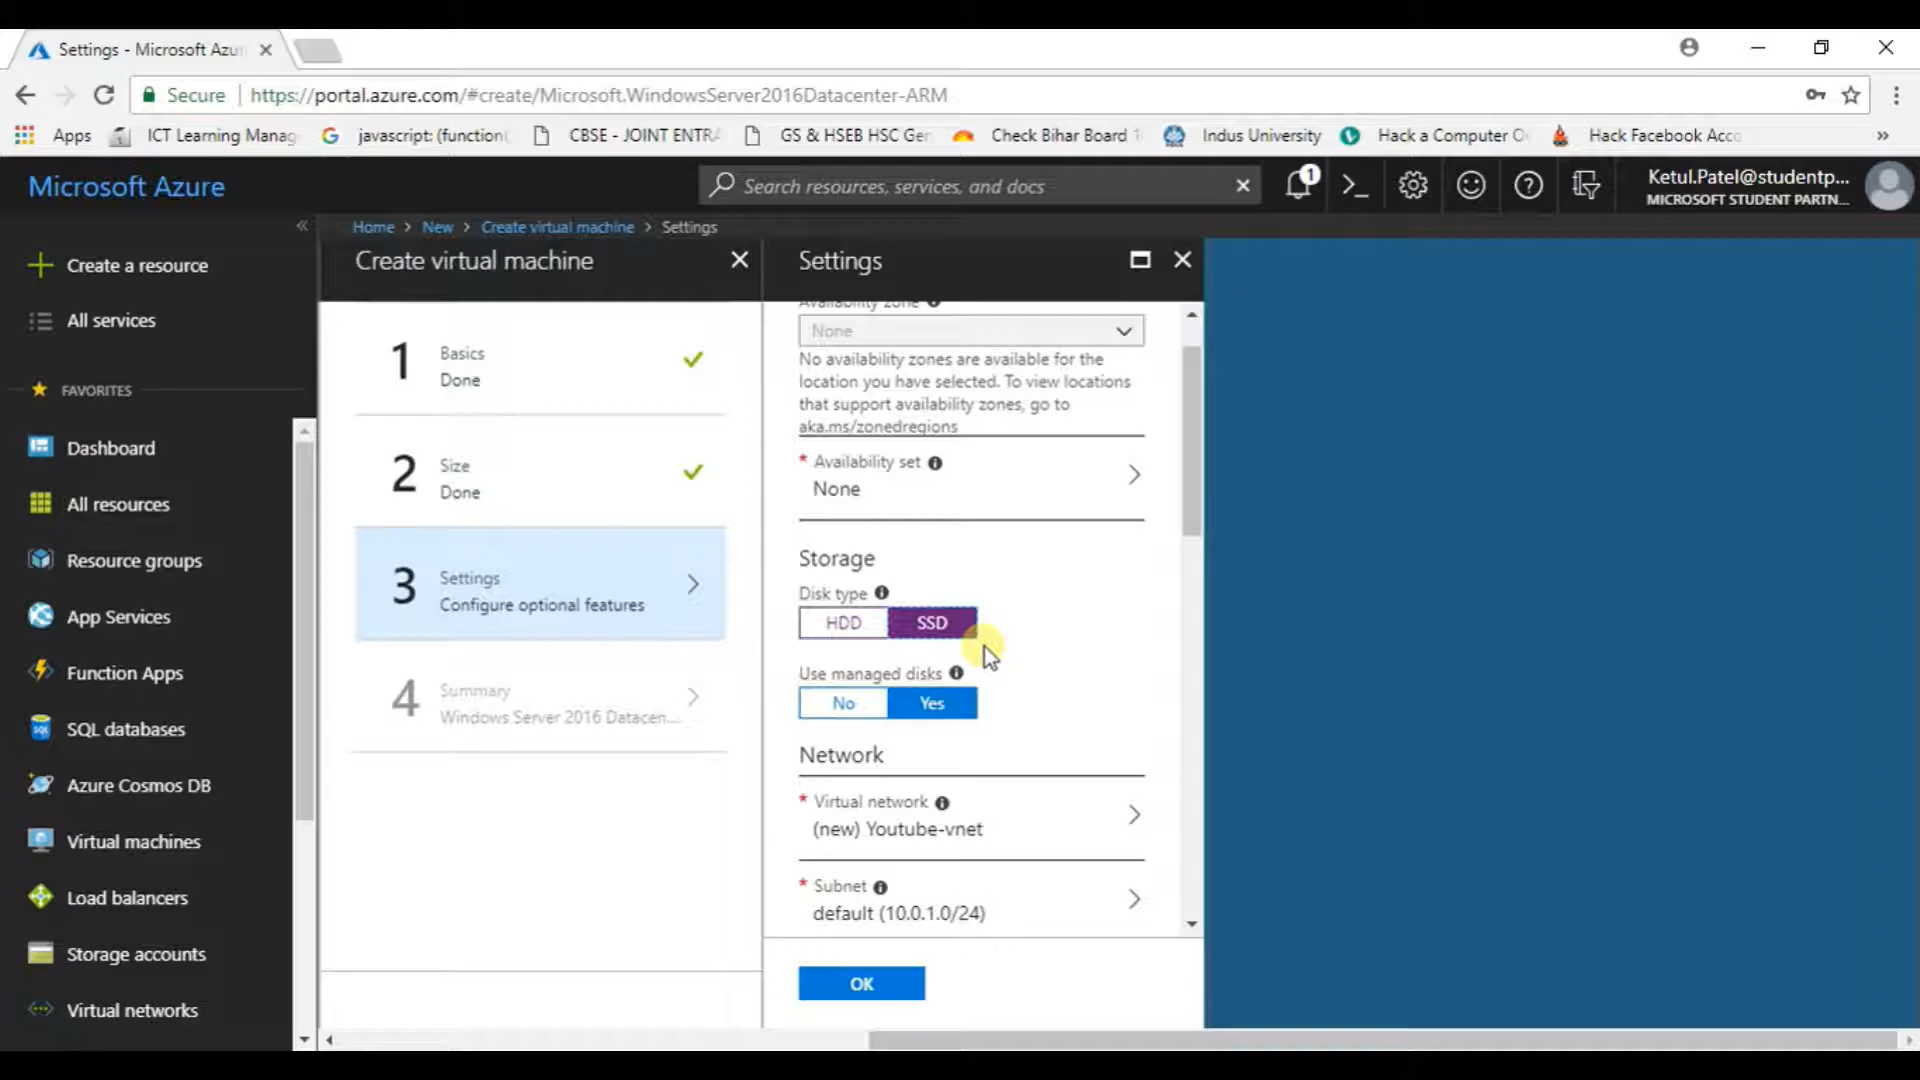 Settings - Microsoft Azu
Secure
https://portal.azure.com/#create/Microsoft.WindowsServer2016Datacenter-ARM
Apps
ICT Learning Manag
javascript: (function(
CBSE - JOINT ENTRA
GS & HSEB HSC Gen
Check Bihar Board 1
Indus University
Hack a Computer O
Hack Facebook Acco
»
Microsoft Azure
Search resources, services, and docs
1
Ketul.Patel@studentp...
MICROSOFT STUDENT PARTN...
Home > New > Create virtual machine > Settings
Create a resource
All services
FAVORITES
Dashboard
All resources
Resource groups
App Services
Function Apps
SQL databases
Azure Cosmos DB
Virtual machines
Load balancers
Storage accounts
Virtual networks
Create virtual machine
1
Basics
Done
2
Size
Done
3
Settings
Configure optional features
4
Summary
Windows Server 2016 Datacen...
Settings
Availability zone
None
No availability zones are available for the
location you have selected. To view locations
that support availability zones, go to
aka.ms/zonedregions
* Availability set
None
Storage
Disk type
HDD SSD
Use managed disks
No Yes
Network
* Virtual network
(new) Youtube-vnet
* Subnet
default (10.0.1.0/24)
OK